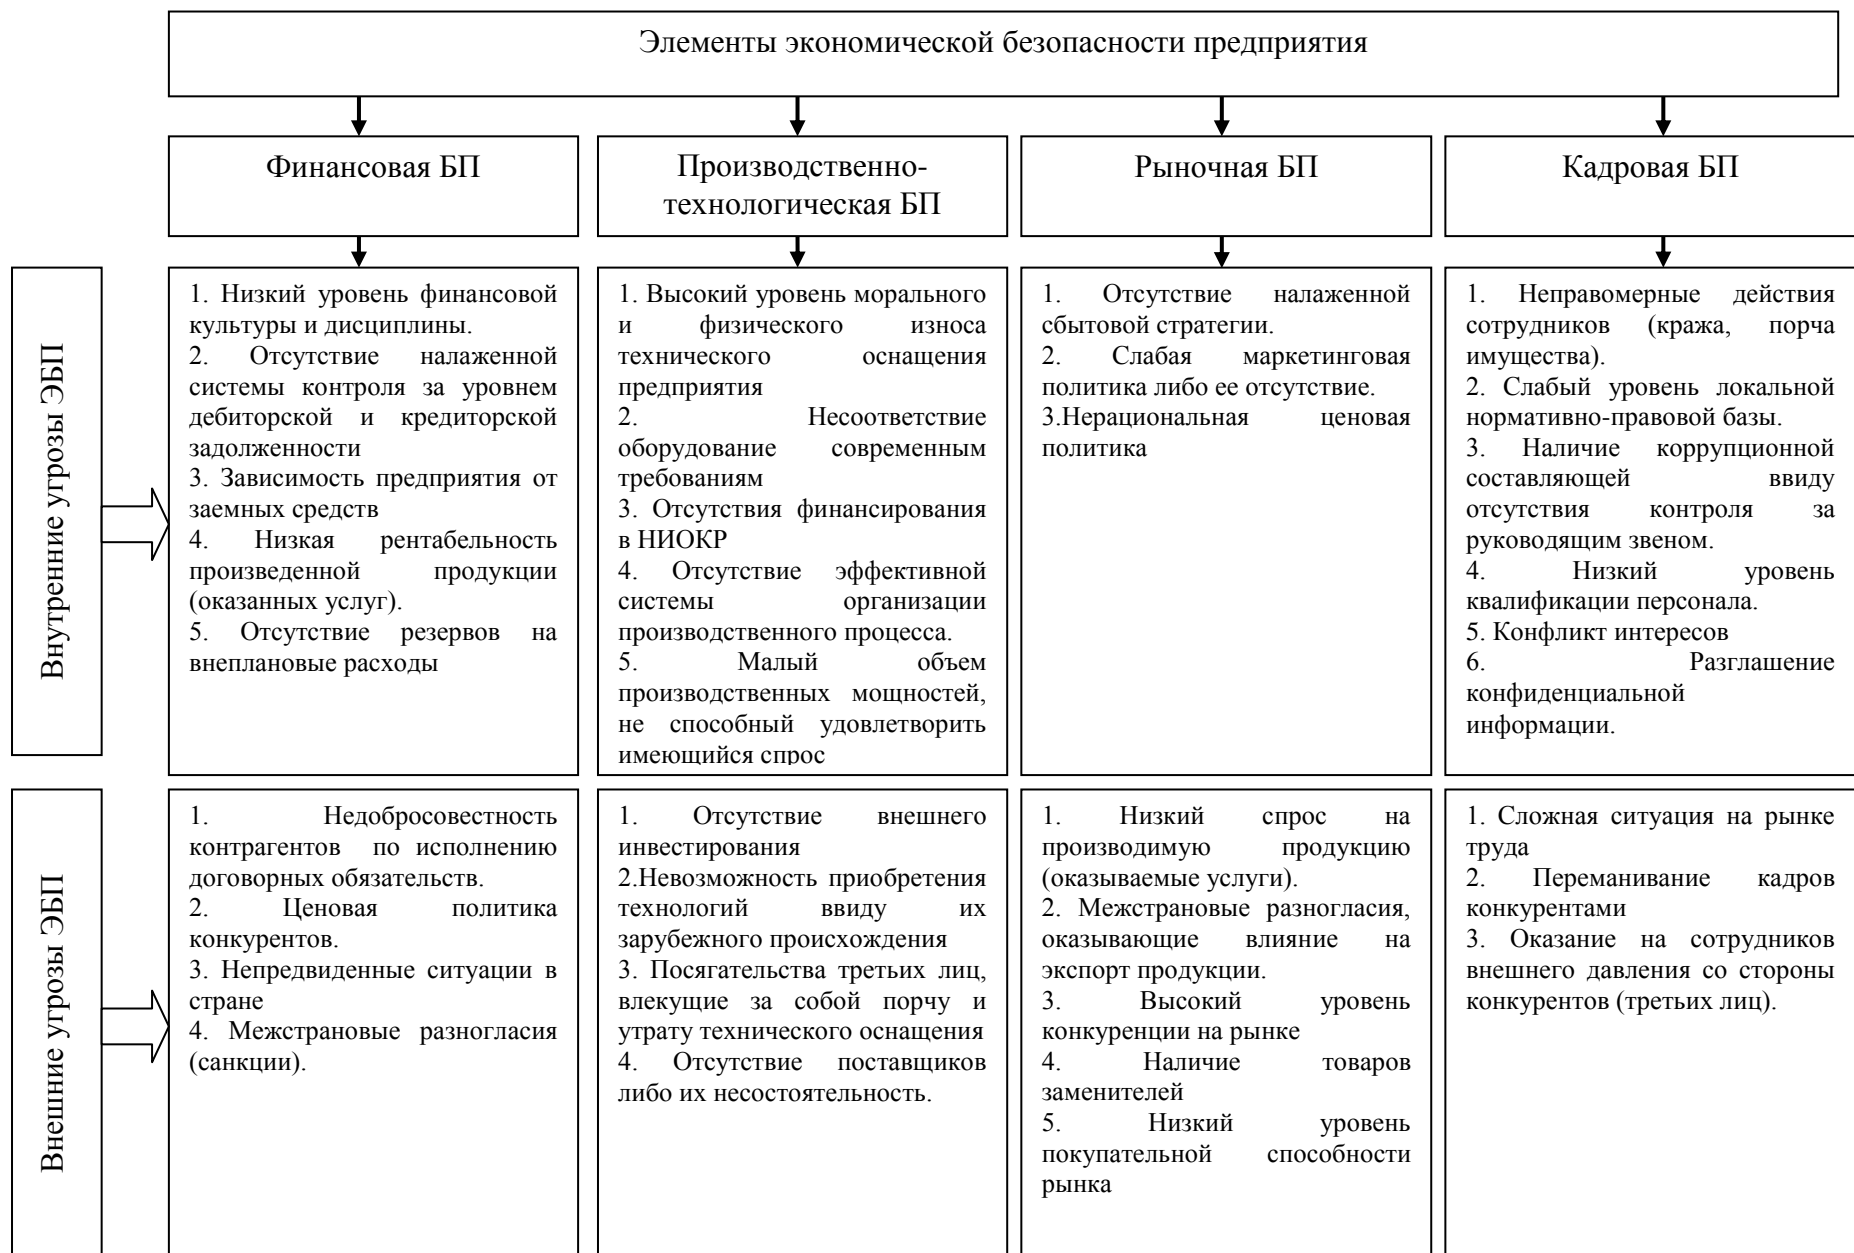 Элементы экономической безопасности предприятия
Финансовая БП
Производственно-
технологическая БП
Рыночная БП
Кадровая БП
Внутренние угрозы ЭБП
1. Низкий уровень финансовой
культуры и дисциплины.
2. Отсутствие налаженной
системы контроля за уровнем
дебиторской и кредиторской
задолженности
3. Зависимость предприятия от
заемных средств
4. Низкая рентабельность
произведенной продукции
(оказанных услуг).
5. Отсутствие резервов на
внеплановые расходы
1. Высокий уровень морального
и физического износа
технического оснащения
предприятия
2. Несоответствие
оборудование современным
требованиям
3. Отсутствия финансирования
в НИОКР
4. Отсутствие эффективной
системы организации
производственного процесса.
5. Малый объем
производственных мощностей,
не способный удовлетворить
имеющийся спрос
1. Отсутствие налаженной
сбытовой стратегии.
2. Слабая маркетинговая
политика либо ее отсутствие.
3.Нерациональная ценовая
политика
1. Неправомерные действия
сотрудников (кража, порча
имущества).
2. Слабый уровень локальной
нормативно-правовой базы.
3. Наличие коррупционной
составляющей ввиду
отсутствия контроля за
руководящим звеном.
4. Низкий уровень
квалификации персонала.
5. Конфликт интересов
6. Разглашение
конфиденциальной
информации.
Внешние угрозы ЭБП
1. Недобросовестность
контрагентов по исполнению
договорных обязательств.
2. Ценовая политика
конкурентов.
3. Непредвиденные ситуации в
стране
4. Межстрановые разногласия
(санкции).
1. Отсутствие внешнего
инвестирования
2.Невозможность приобретения
технологий ввиду их
зарубежного происхождения
3. Посягательства третьих лиц,
влекущие за собой порчу и
утрату технического оснащения
4. Отсутствие поставщиков
либо их несостоятельность.
1. Низкий спрос на
производимую продукцию
(оказываемые услуги).
2. Межстрановые разногласия,
оказывающие влияние на
экспорт продукции.
3. Высокий уровень
конкуренции на рынке
4. Наличие товаров
заменителей
5. Низкий уровень
покупательной способности
рынка
1. Сложная ситуация на рынке
труда
2. Переманивание кадров
конкурентами
3. Оказание на сотрудников
внешнего давления со стороны
конкурентов (третьих лиц).